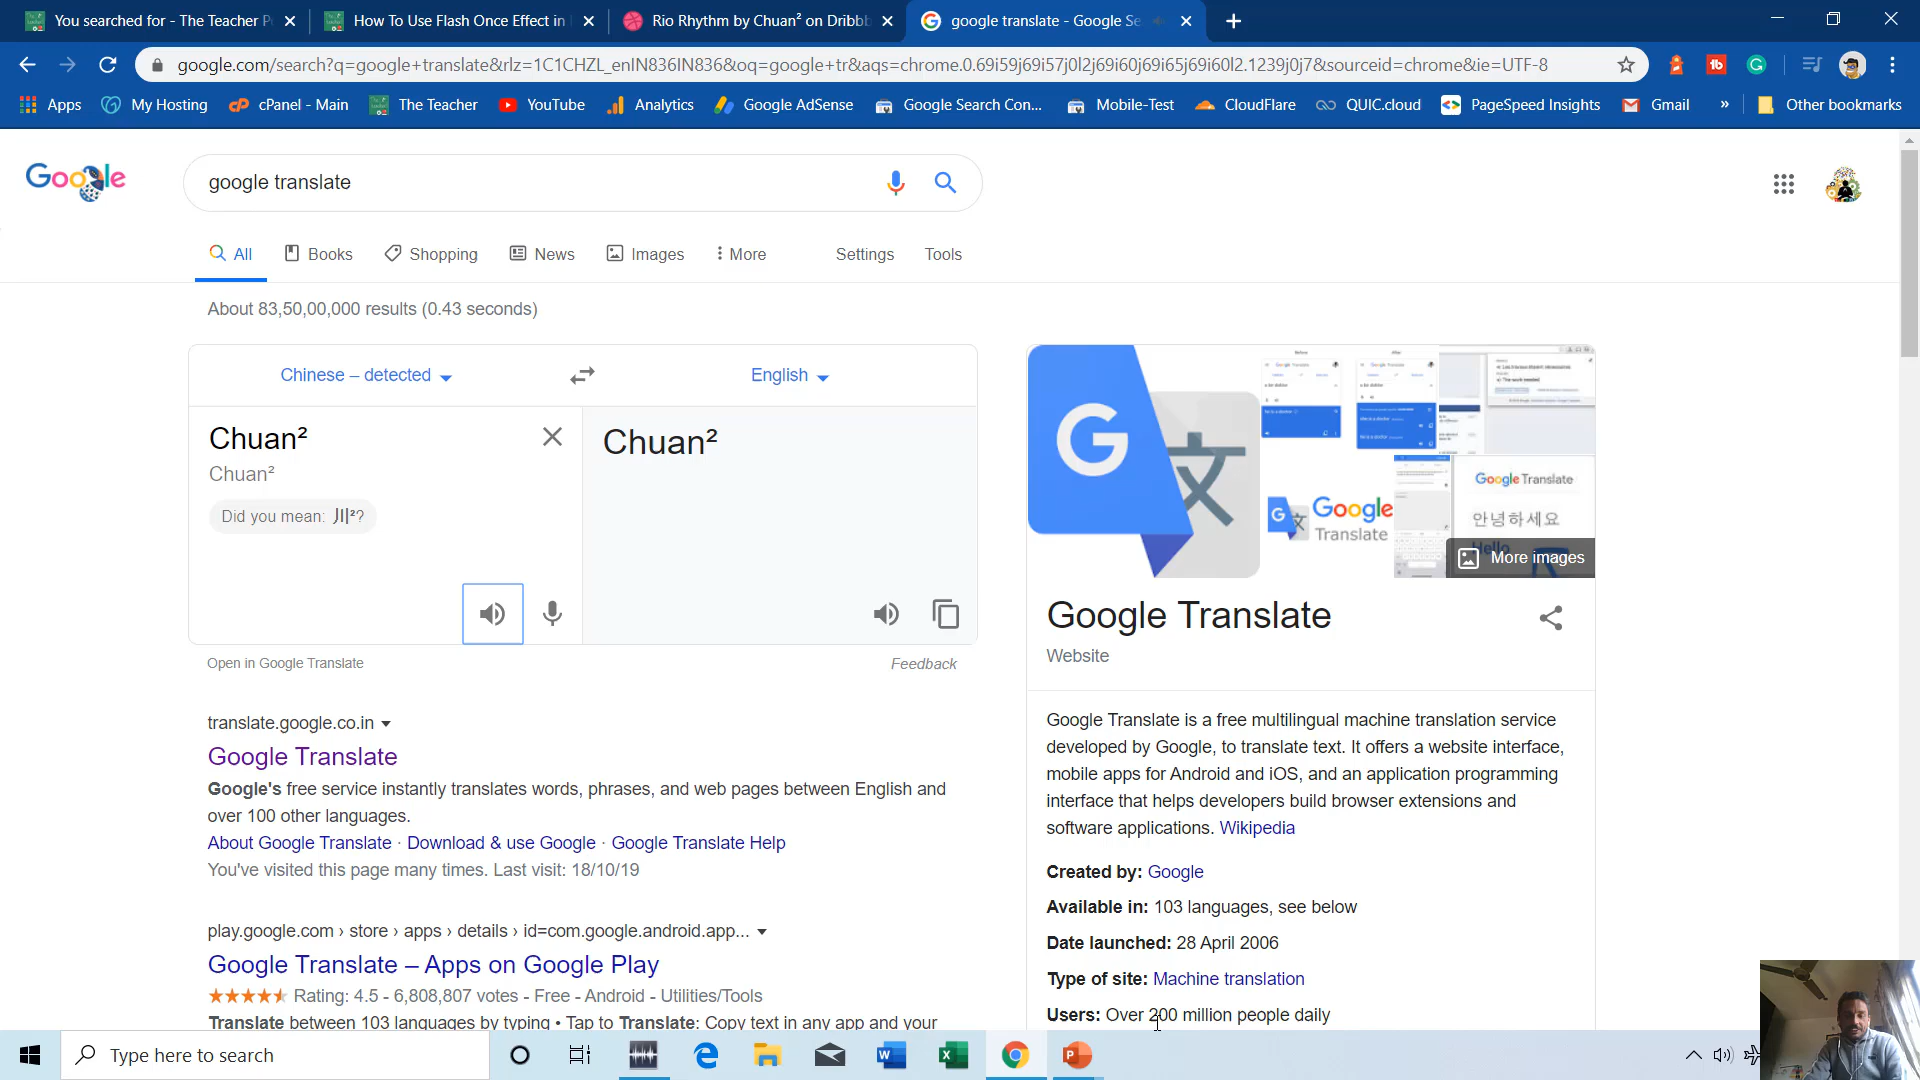 You searched for - The Teacher P
How To Use Flash Once Effect in
Rio Rhythm by Chuan² on Dribbb
google translate - Google Se
google.com/search?q=google+translate&rlz=1C1CHZL_enIN836IN836&oq=google+tr&aqs=chrome.0.69i59j69i57j0l2j69i60j69i65j69i60l2.1239j0j7&sourceid=chrome&ie=UTF-8
Apps My Hosting cPanel - Main The Teacher YouTube Analytics Google AdSense Google Search Con... Mobile-Test CloudFlare QUIC.cloud PageSpeed Insights Gmail » Other bookmarks
Google
google translate
All Books Shopping News Images More Settings Tools
About 83,50,00,000 results (0.43 seconds)
Chinese – detected
English
Chuan²
Chuan²
Did you mean: 川²?
Chuan²
Open in Google Translate
Feedback
translate.google.co.in
Google Translate
Google's free service instantly translates words, phrases, and web pages between English and
over 100 other languages.
About Google Translate · Download & use Google · Google Translate Help
You've visited this page many times. Last visit: 18/10/19
play.google.com › store › apps › details › id=com.google.android.app...
Google Translate – Apps on Google Play
Rating: 4.5 - 6,808,807 votes - Free - Android - Utilities/Tools
Translate between 103 languages by typing • Tap to Translate: Copy text in any app and your
G
文
Google
Translate
Google Translate
안녕하세요
Hello
More images
Google Translate
Website
Google Translate is a free multilingual machine translation service
developed by Google, to translate text. It offers a website interface,
mobile apps for Android and iOS, and an application programming
interface that helps developers build browser extensions and
software applications. Wikipedia
Created by: Google
Available in: 103 languages, see below
Date launched: 28 April 2006
Type of site: Machine translation
Users: Over 200 million people daily
Type here to search